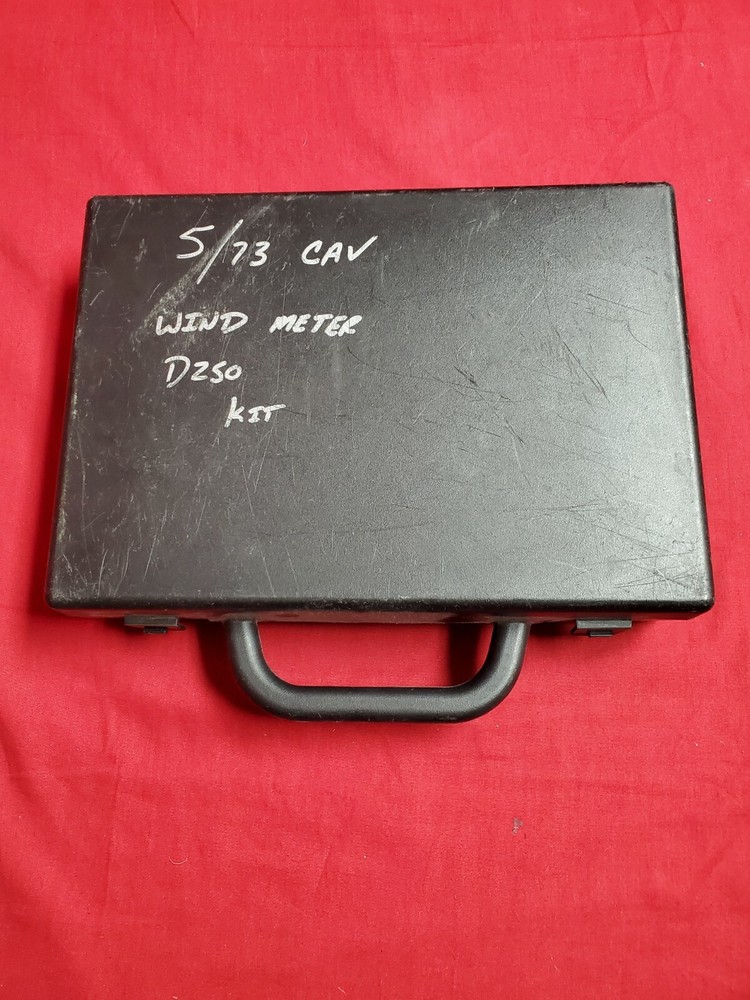 5/73 CAV
WIND METER
D250
KIT